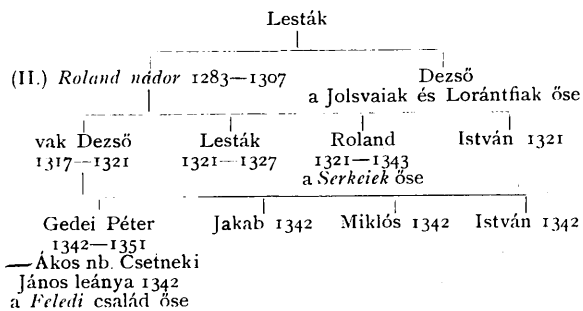 Lesták
(II.) Roland nádor 1283—1307
Dezső
a Jolsvaiak és Lorántfiak őse
vak Dezső
1317—1321
Lesták
1321—1327
Roland
1321—1343
a Serkeiek őse
István 1321
Gedei Péter
1342—1351
—Ákos nb. Csetneki
János leánya 1342
a Feledi család őse
Jakab 1342
Miklós 1342
István 1342